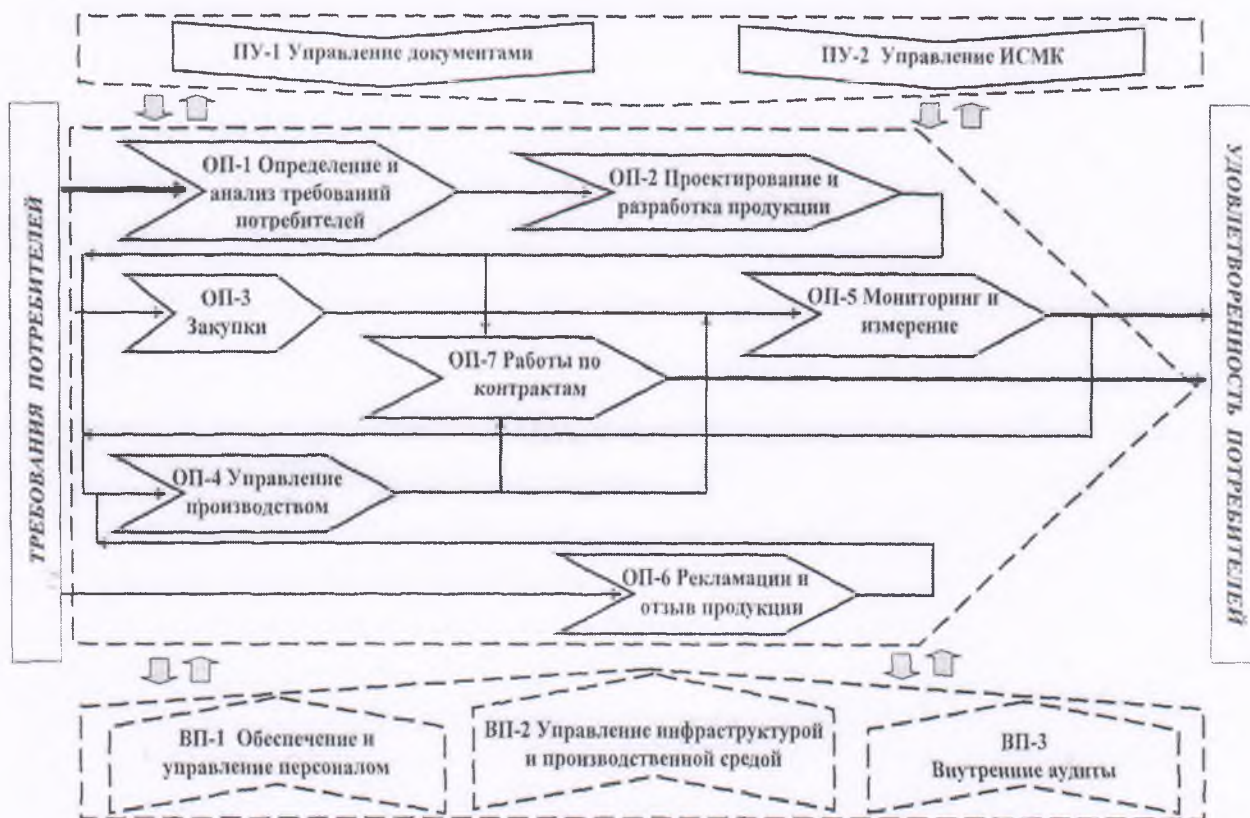 ПУ-1 Управление документами
ПУ-2 Управление ИСМК
ТРЕБОВАНИЯ ПОТРЕБИТЕЛЕЙ
УДОВЛЕТВОРЕННОСТЬ ПОТРЕБИТЕЛЕЙ
ОП-1 Определение и
анализ требований
потребителей
ОП-2 Проектирование и
разработка продукции
ОП-3
Закупки
ОП-5 Мониторинг и
измерение
ОП-7 Работы по
контрактам
ОП-4 Управление
производством
ОП-6 Рекламации и
отзыв продукции
ВП-1 Обеспечение и
управление персоналом
ВП-2 Управление инфраструктурой
и производственной средой
ВП-3
Внутренние аудиты